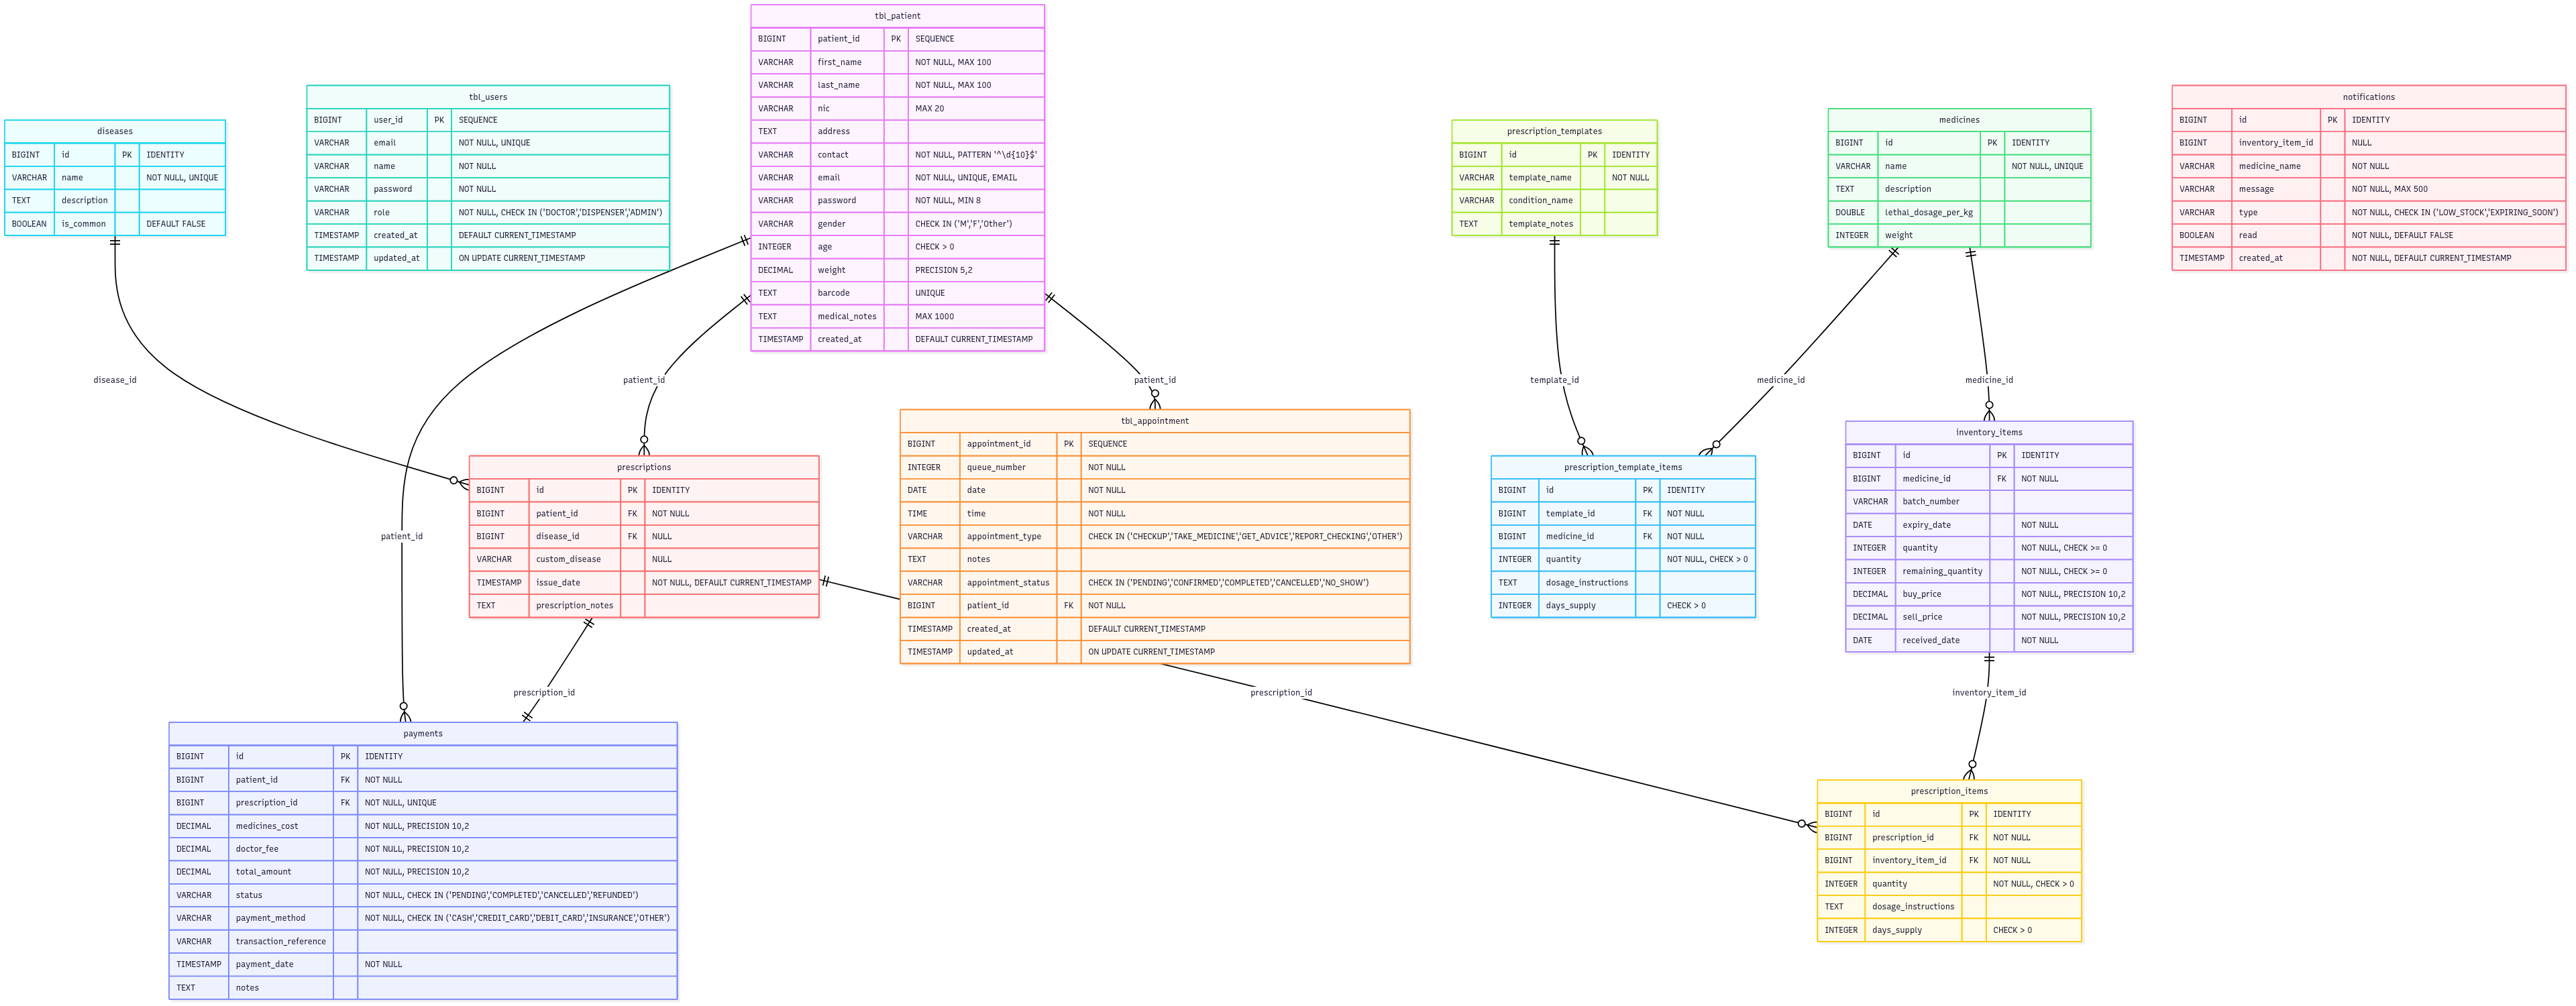 tbl_patient
BIGINT patient_id PK SEQUENCE
VARCHAR first_name NOT NULL, MAX 100
VARCHAR last_name NOT NULL, MAX 100
VARCHAR nic MAX 20
TEXT address
VARCHAR contact NOT NULL, PATTERN '^\d{10}$'
VARCHAR email NOT NULL, UNIQUE, EMAIL
VARCHAR password NOT NULL, MIN 8
VARCHAR gender CHECK IN ('M','F','Other')
INTEGER age CHECK > 0
DECIMAL weight PRECISION 5,2
TEXT barcode UNIQUE
TEXT medical_notes MAX 1000
TIMESTAMP created_at DEFAULT CURRENT_TIMESTAMP
tbl_users
BIGINT user_id PK SEQUENCE
VARCHAR email NOT NULL, UNIQUE
VARCHAR name NOT NULL
VARCHAR password NOT NULL
VARCHAR role NOT NULL, CHECK IN ('DOCTOR','DISPENSER','ADMIN')
TIMESTAMP created_at DEFAULT CURRENT_TIMESTAMP
TIMESTAMP updated_at ON UPDATE CURRENT_TIMESTAMP
diseases
BIGINT id PK IDENTITY
VARCHAR name NOT NULL, UNIQUE
TEXT description
BOOLEAN is_common DEFAULT FALSE
prescription_templates
BIGINT id PK IDENTITY
VARCHAR template_name NOT NULL
VARCHAR condition_name
TEXT template_notes
medicines
BIGINT id PK IDENTITY
VARCHAR name NOT NULL, UNIQUE
TEXT description
DOUBLE lethal_dosage_per_kg
INTEGER weight
notifications
BIGINT id PK IDENTITY
BIGINT inventory_item_id NULL
VARCHAR medicine_name NOT NULL
VARCHAR message NOT NULL, MAX 500
VARCHAR type NOT NULL, CHECK IN ('LOW_STOCK','EXPIRING_SOON')
BOOLEAN read NOT NULL, DEFAULT FALSE
TIMESTAMP created_at NOT NULL, DEFAULT CURRENT_TIMESTAMP
disease_id
patient_id
patient_id
template_id
medicine_id
medicine_id
prescriptions
BIGINT id PK IDENTITY
BIGINT patient_id FK NOT NULL
BIGINT disease_id FK NULL
VARCHAR custom_disease NULL
TIMESTAMP issue_date NOT NULL, DEFAULT CURRENT_TIMESTAMP
TEXT prescription_notes
tbl_appointment
BIGINT appointment_id PK SEQUENCE
INTEGER queue_number NOT NULL
DATE date NOT NULL
TIME time NOT NULL
VARCHAR appointment_type CHECK IN ('CHECKUP','TAKE_MEDICINE','GET_ADVICE','REPORT_CHECKING','OTHER')
TEXT notes
VARCHAR appointment_status CHECK IN ('PENDING','CONFIRMED','COMPLETED','CANCELLED','NO_SHOW')
BIGINT patient_id FK NOT NULL
TIMESTAMP created_at DEFAULT CURRENT_TIMESTAMP
TIMESTAMP updated_at ON UPDATE CURRENT_TIMESTAMP
prescription_template_items
BIGINT id PK IDENTITY
BIGINT template_id FK NOT NULL
BIGINT medicine_id FK NOT NULL
INTEGER quantity NOT NULL, CHECK > 0
TEXT dosage_instructions
INTEGER days_supply CHECK > 0
inventory_items
BIGINT id PK IDENTITY
BIGINT medicine_id FK NOT NULL
VARCHAR batch_number
DATE expiry_date NOT NULL
INTEGER quantity NOT NULL, CHECK >= 0
INTEGER remaining_quantity NOT NULL, CHECK >= 0
DECIMAL buy_price NOT NULL, PRECISION 10,2
DECIMAL sell_price NOT NULL, PRECISION 10,2
DATE received_date NOT NULL
patient_id
prescription_id
prescription_id
inventory_item_id
payments
BIGINT id PK IDENTITY
BIGINT patient_id FK NOT NULL
BIGINT prescription_id FK NOT NULL, UNIQUE
DECIMAL medicines_cost NOT NULL, PRECISION 10,2
DECIMAL doctor_fee NOT NULL, PRECISION 10,2
DECIMAL total_amount NOT NULL, PRECISION 10,2
VARCHAR status NOT NULL, CHECK IN ('PENDING','COMPLETED','CANCELLED','REFUNDED')
VARCHAR payment_method NOT NULL, CHECK IN ('CASH','CREDIT_CARD','DEBIT_CARD','INSURANCE','OTHER')
VARCHAR transaction_reference
TIMESTAMP payment_date NOT NULL
TEXT notes
prescription_items
BIGINT id PK IDENTITY
BIGINT prescription_id FK NOT NULL
BIGINT inventory_item_id FK NOT NULL
INTEGER quantity NOT NULL, CHECK > 0
TEXT dosage_instructions
INTEGER days_supply CHECK > 0